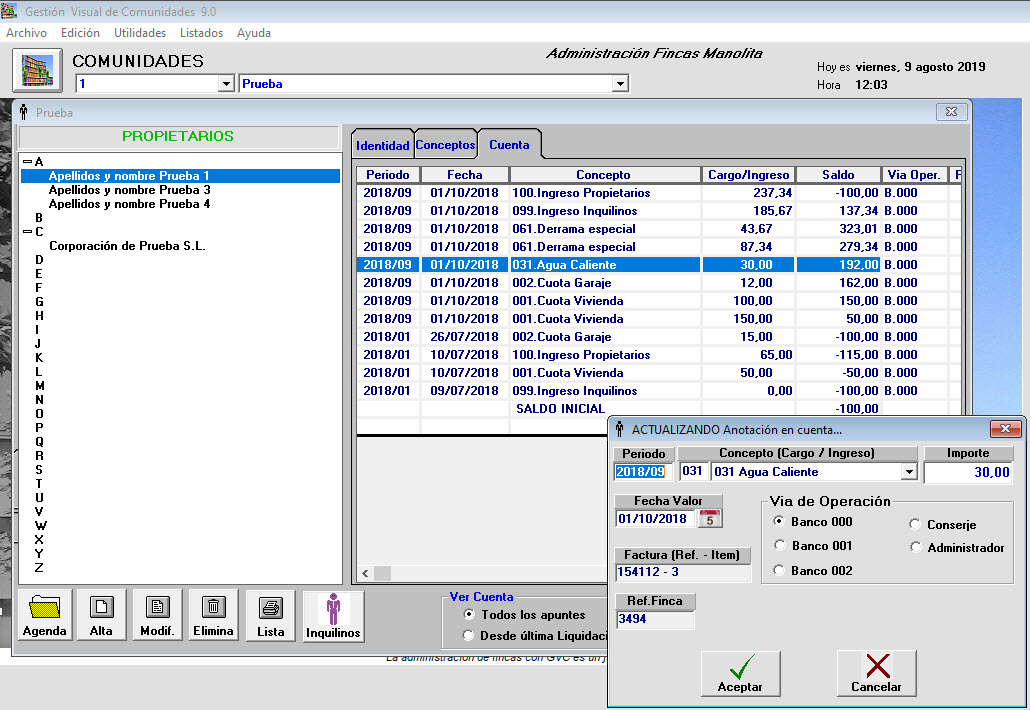 Gestión Visual de Comunidades 9.0
Archivo Edición Utilidades Listados Ayuda
COMUNIDADES
Administración Fincas Manolita
Hoy es viernes, 9 agosto 2019
1 Prueba
Hora 12:03
Prueba
PROPIETARIOS
A
Apellidos y nombre Prueba 1
Apellidos y nombre Prueba 3
Apellidos y nombre Prueba 4
B
C
Corporación de Prueba S.L.
D
E
F
G
H
I
J
K
L
M
N
O
P
Q
R
S
T
U
V
W
X
Y
Z
Identidad Conceptos Cuenta
Periodo Fecha Concepto Cargo/Ingreso Saldo Via Oper. F
2018/09 01/10/2018 100.Ingreso Propietarios 237,34 -100,00 B.000
2018/09 01/10/2018 099.Ingreso Inquilinos 185,67 137,34 B.000
2018/09 01/10/2018 061.Derrama especial 43,67 323,01 B.000
2018/09 01/10/2018 061.Derrama especial 87,34 279,34 B.000
2018/09 01/10/2018 031.Agua Caliente 30,00 192,00 B.000
2018/09 01/10/2018 002.Cuota Garaje 12,00 162,00 B.000
2018/09 01/10/2018 001.Cuota Vivienda 100,00 150,00 B.000
2018/09 01/10/2018 001.Cuota Vivienda 150,00 50,00 B.000
2018/01 26/07/2018 002.Cuota Garaje 15,00 -100,00 B.000
2018/01 10/07/2018 100.Ingreso Propietarios 65,00 -115,00 B.000
2018/01 10/07/2018 001.Cuota Vivienda 50,00 -50,00 B.000
2018/01 09/07/2018 099.Ingreso Inquilinos 0,00 -100,00 B.000
SALDO INICIAL -100,00
Agenda Alta Modif. Elimina Lista Inquilinos
Ver Cuenta
Todos los apuntes
Desde última Liquidaci
La administración de fincas con GVC es un j
ACTUALIZANDO Anotación en cuenta...
Periodo Concepto (Cargo / Ingreso) Importe
2018/09 031 031 Agua Caliente 30,00
Fecha Valor
01/10/2018 5
Factura (Ref. - Item)
154112 - 3
Ref.Finca
3494
Via de Operación
Banco 000 Conserje
Banco 001 Administrador
Banco 002
Aceptar Cancelar